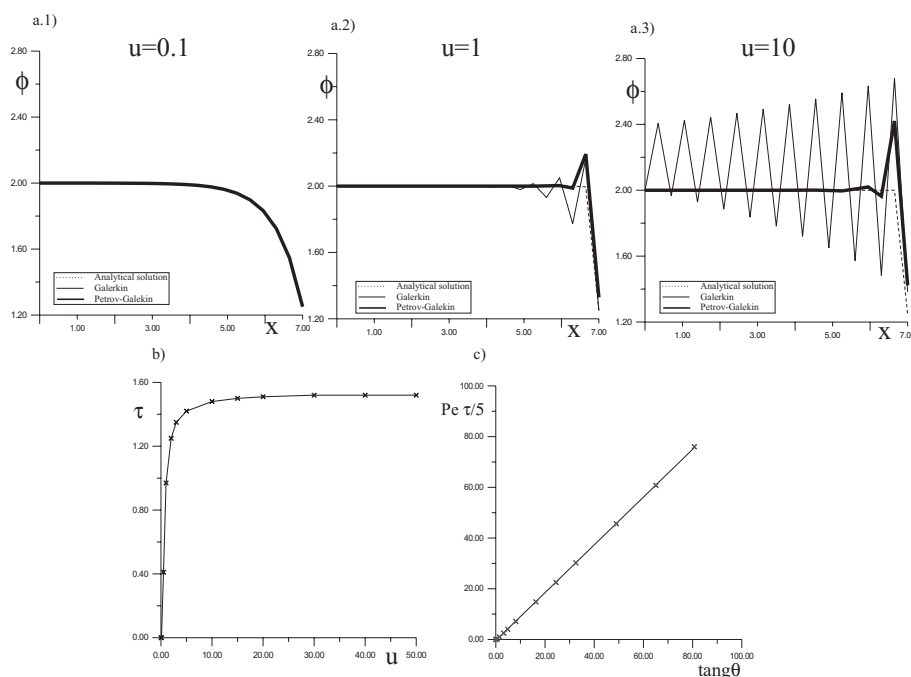 a.1)
u=0.1
2.80
ϕ
2.40
2.00
1.60
1.20
Analytical solution
Galerkin
Petrov-Galekin
1.00
3.00
5.00
X
7.00
a.2)
u=1
2.80
ϕ
2.40
2.00
1.60
1.20
Analytical solution
Galerkin
Petrov-Galekin
1.00
3.00
5.00
X
7.00
a.3)
u=10
2.80
ϕ
2.40
2.00
1.60
1.20
Analytical solution
Galerkin
Petrov-Galekin
1.00
3.00
5.00
X
7.00
b)
1.60
τ
1.20
0.80
0.40
0.00
0.00
10.00
20.00
30.00
40.00
50.00
u
c)
100.00
Pe τ/5
80.00
60.00
40.00
20.00
0.00
0.00
20.00
40.00
60.00
80.00
100.00
tangθ